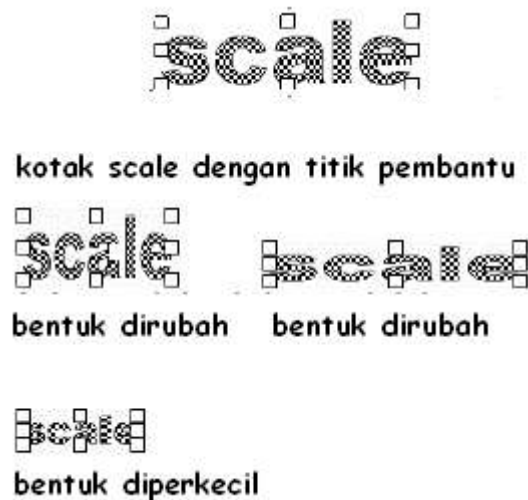 scale
kotak scale dengan titik pembantu
scale scale
bentuk dirubah bentuk dirubah
scale
bentuk diperkecil